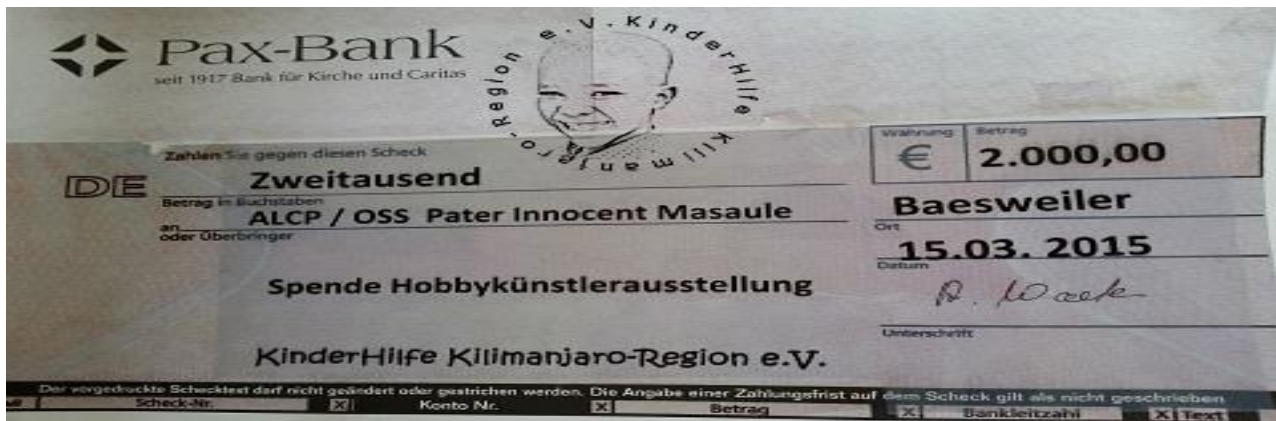 Pax-Bank
seit 1917 Bank für Kirche und Caritas
KinderHilfe Kilimanjaro-Region e.V.
Zahlen Sie gegen diesen Scheck
Währung
Betrag
€
2.000,00
DE
Zweitausend
Betrag in Buchstaben
ALCP / OSS Pater Innocent Masaule
an
oder Überbringer
Baesweiler
Ort
15.03. 2015
Datum
Spende Hobbykünstlerausstellung
Unterschrift
KinderHilfe Kilimanjaro-Region e.V.
Der vorgedruckte Schecktext darf nicht geändert oder gestrichen werden. Die Angabe einer Zahlungsfrist auf dem Scheck gilt als nicht geschrieben
Scheck-Nr. X Konto Nr. X Betrag X Bankleitzahl X Text